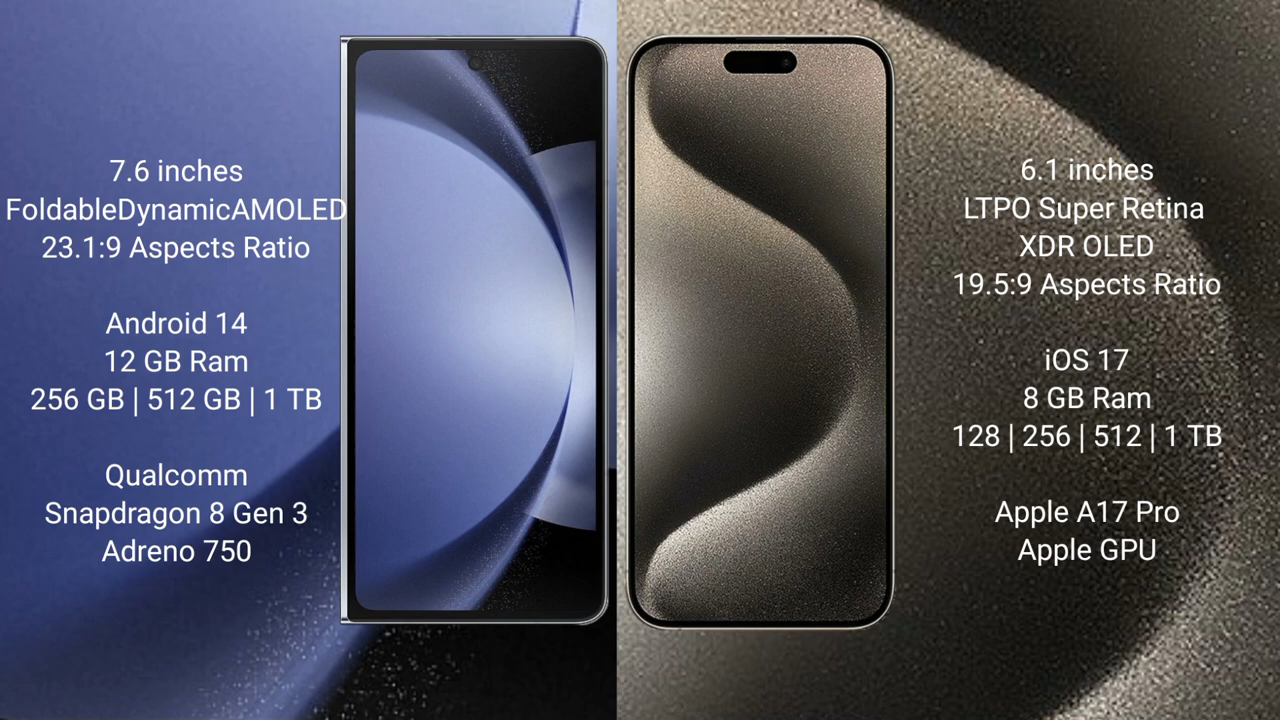 7.6 inches
FoldableDynamicAMOLED
23.1:9 Aspects Ratio
Android 14
12 GB Ram
256 GB | 512 GB | 1 TB
Qualcomm
Snapdragon 8 Gen 3
Adreno 750
6.1 inches
LTPO Super Retina
XDR OLED
19.5:9 Aspects Ratio
iOS 17
8 GB Ram
128 | 256 | 512 | 1 TB
Apple A17 Pro
Apple GPU